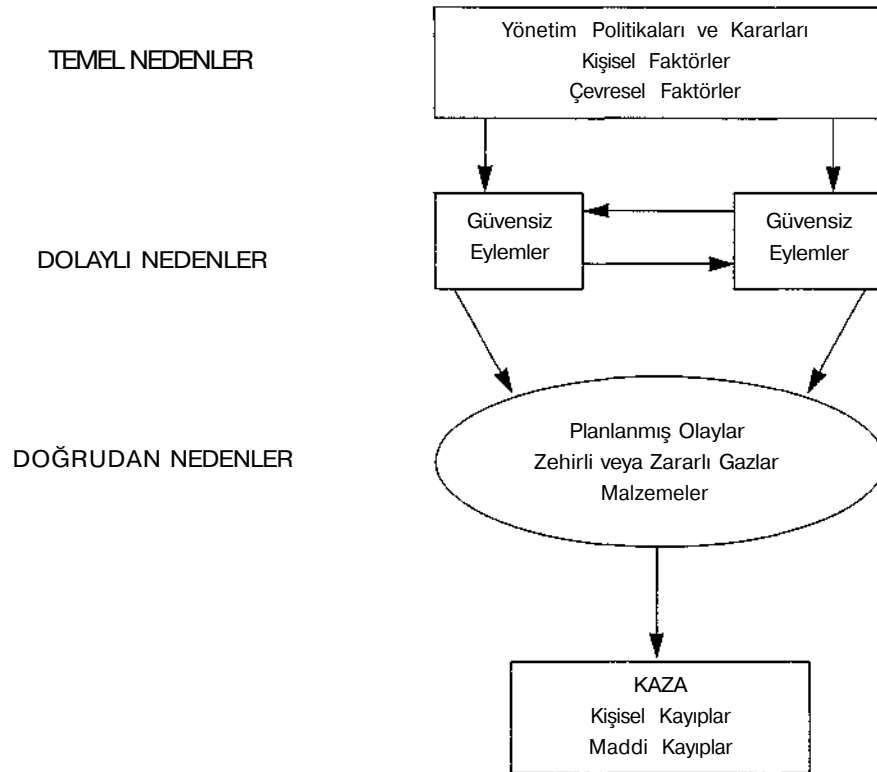 TEMEL NEDENLER
Yönetim Politikaları ve Kararları
Kişisel Faktörler
Çevresel Faktörler
DOLAYLI NEDENLER
Güvensiz
Eylemler
Güvensiz
Eylemler
DOĞRUDAN NEDENLER
Planlanmış Olaylar
Zehirli veya Zararlı Gazlar
Malzemeler
KAZA
Kişisel Kayıplar
Maddi Kayıplar